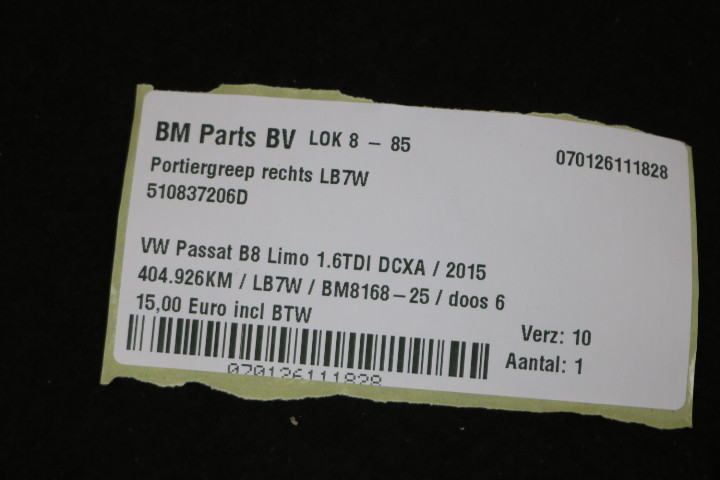 BM Parts BV LOK 8 - 85
070126111828
Portiergreep rechts LB7W
510837206D
VW Passat B8 Limo 1.6TDI DCXA / 2015
404.926KM / LB7W / BM8168-25 / doos 6
15,00 Euro incl BTW
Verz: 10
Aantal: 1
070126111828